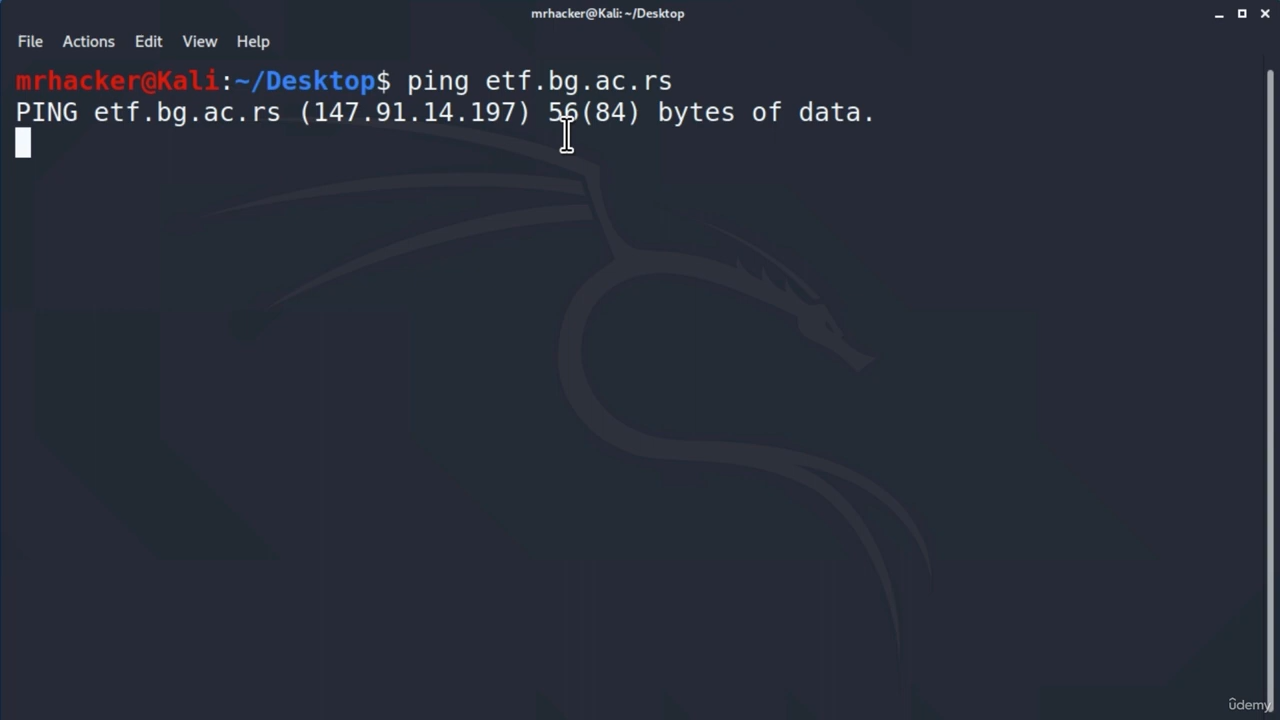 mrhacker@Kali: ~/Desktop
File Actions Edit View Help
mrhacker@Kali:~/Desktop$ ping etf.bg.ac.rs
PING etf.bg.ac.rs (147.91.14.197) 56(84) bytes of data.
ûdemy